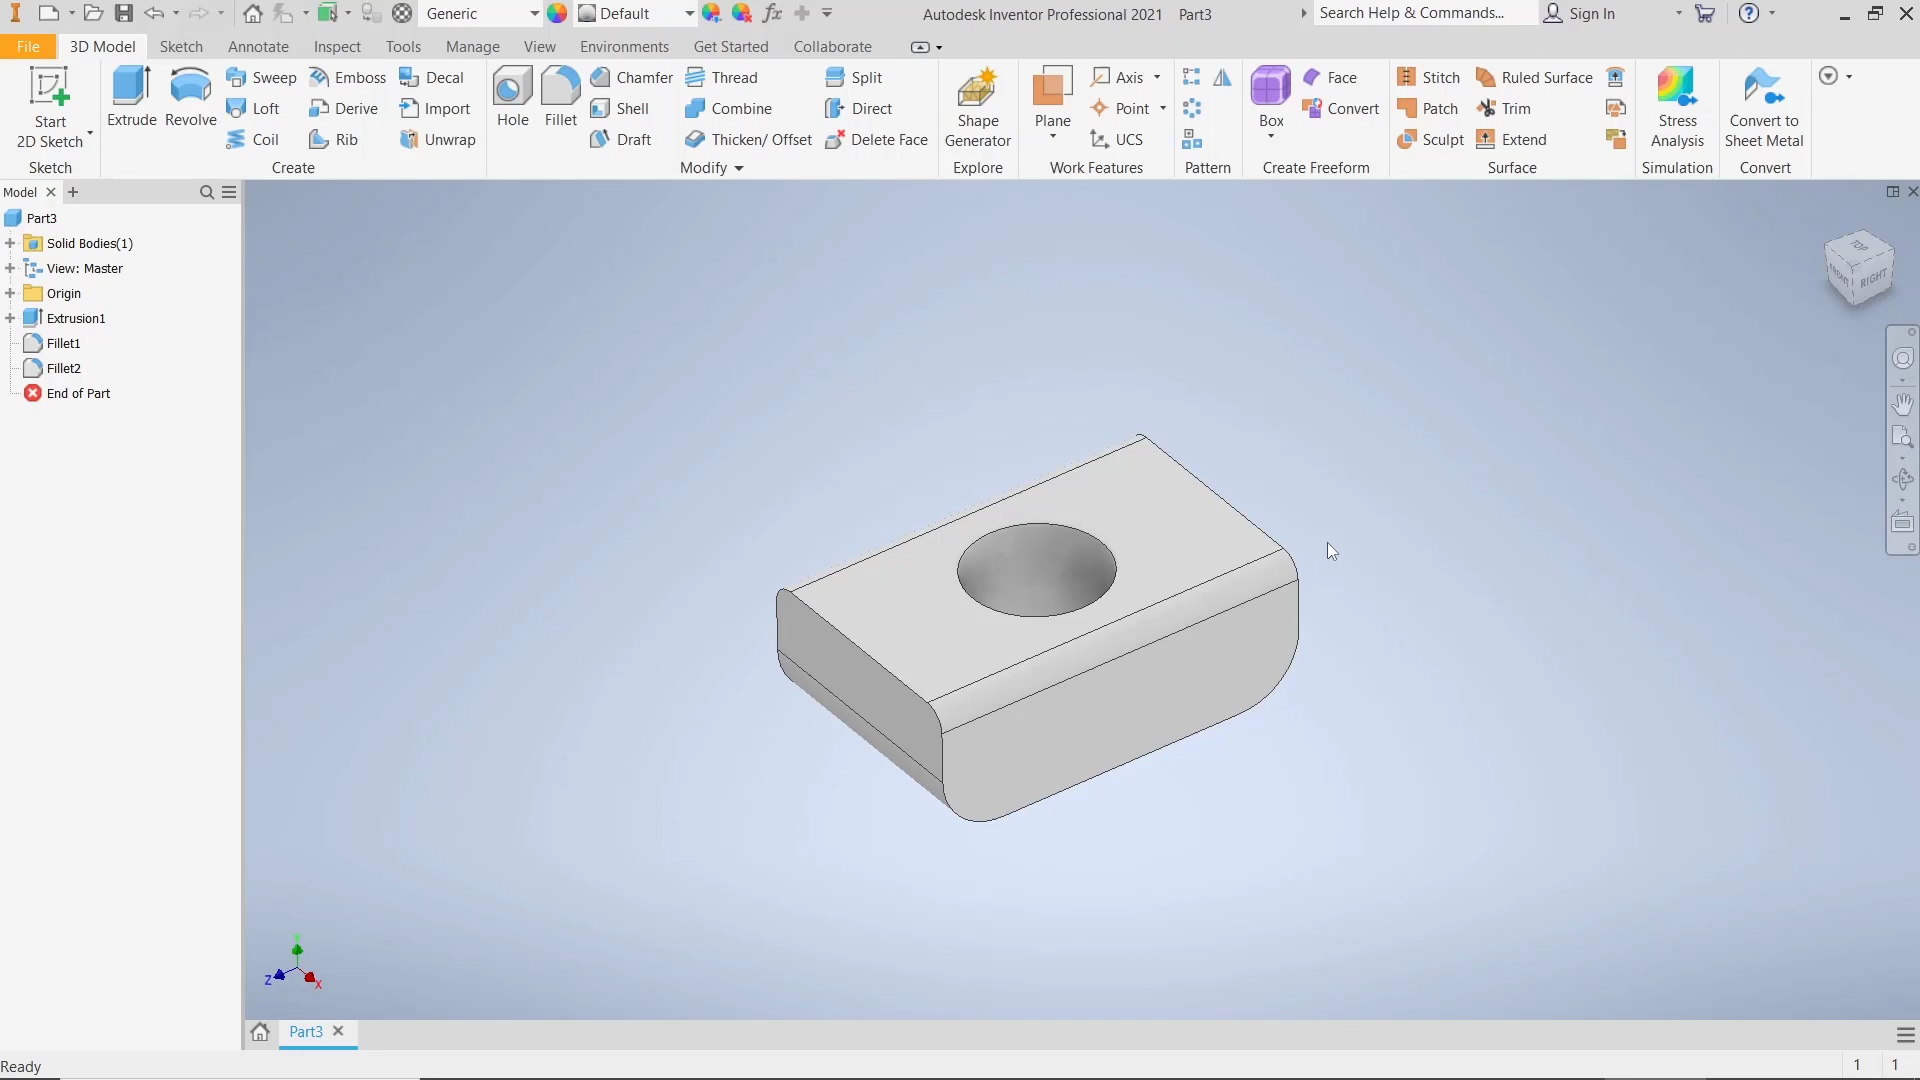 Generic
Default
fx
Autodesk Inventor Professional 2021 Part3
Search Help & Commands...
Sign In
File
3D Model
Sketch
Annotate
Inspect
Tools
Manage
View
Environments
Get Started
Collaborate
Start
2D Sketch
Sketch
Extrude
Revolve
Sweep
Loft
Coil
Emboss
Derive
Rib
Decal
Import
Unwrap
Create
Hole
Fillet
Chamfer
Shell
Draft
Thread
Combine
Thicken/ Offset
Split
Direct
Delete Face
Modify
Shape
Generator
Explore
Plane
Axis
Point
UCS
Work Features
Pattern
Box
Face
Convert
Create Freeform
Stitch
Patch
Sculpt
Ruled Surface
Trim
Extend
Surface
Stress
Analysis
Simulation
Convert to
Sheet Metal
Convert
Model
Part3
Solid Bodies(1)
View: Master
Origin
Extrusion1
Fillet1
Fillet2
End of Part
TOP
FRONT
RIGHT
Z
X
Part3
Ready
1 1